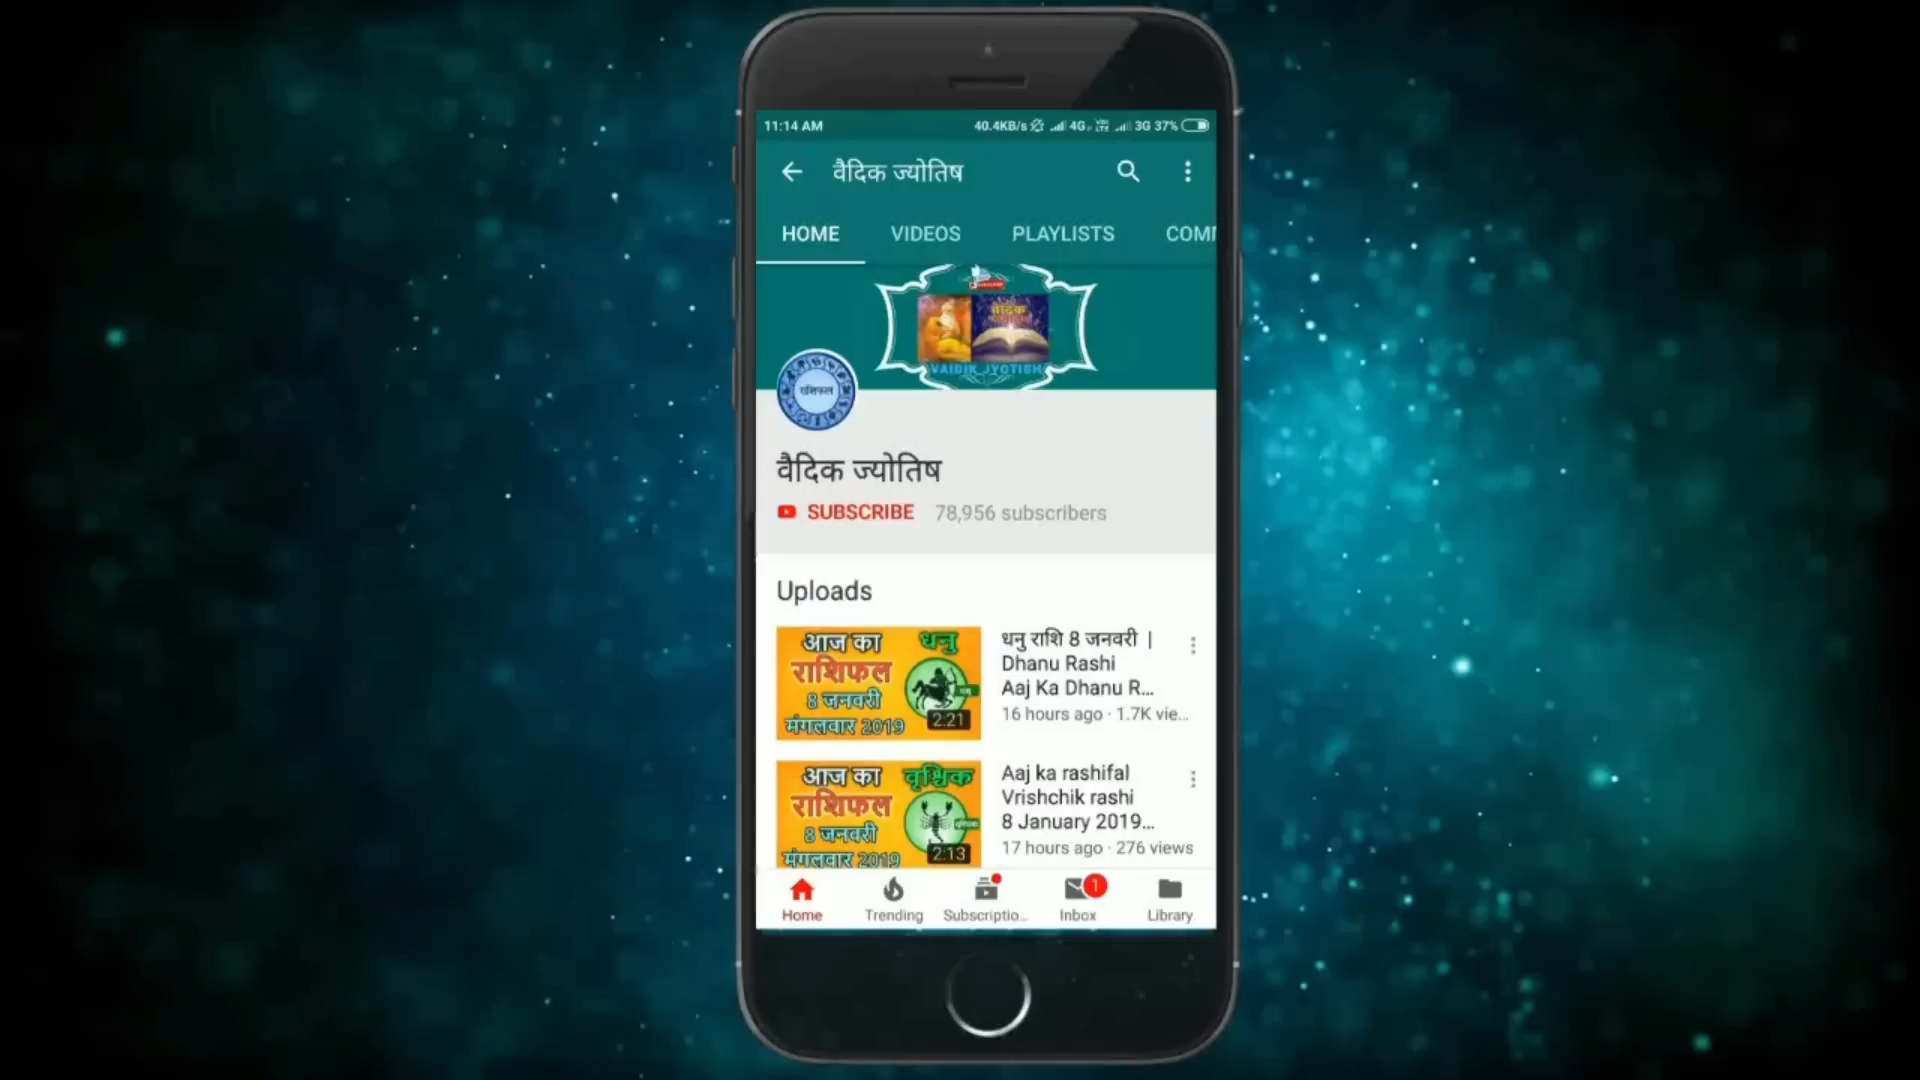 11:14 AM 40.4KB/s 4G VoLTE 3G 37%
वैदिक ज्योतिष
HOME VIDEOS PLAYLISTS COM
वैदिक
VAIDIK JYOTISH
राशिफल
वैदिक ज्योतिष
SUBSCRIBE 78,956 subscribers
Uploads
आज का धनु
राशिफल
8 जनवरी
मंगलवार 2019
2:21
धनु राशि 8 जनवरी |
Dhanu Rashi
Aaj Ka Dhanu R...
16 hours ago · 1.7K vie...
आज का वृश्चिक
राशिफल
8 जनवरी
मंगलवार 2019
2:13
Aaj ka rashifal
Vrishchik rashi
8 January 2019...
17 hours ago · 276 views
1
Home Trending Subscriptio... Inbox Library